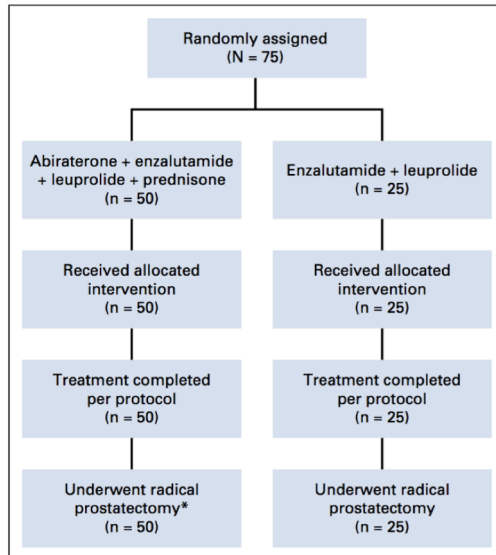 Randomly assigned
(N = 75)
Abiraterone + enzalutamide
+ leuprolide + prednisone
(n = 50)
Enzalutamide + leuprolide
(n = 25)
Received allocated
intervention
(n = 50)
Received allocated
intervention
(n = 25)
Treatment completed
per protocol
(n = 50)
Treatment completed
per protocol
(n = 25)
Underwent radical
prostatectomy*
(n = 50)
Underwent radical
prostatectomy
(n = 25)